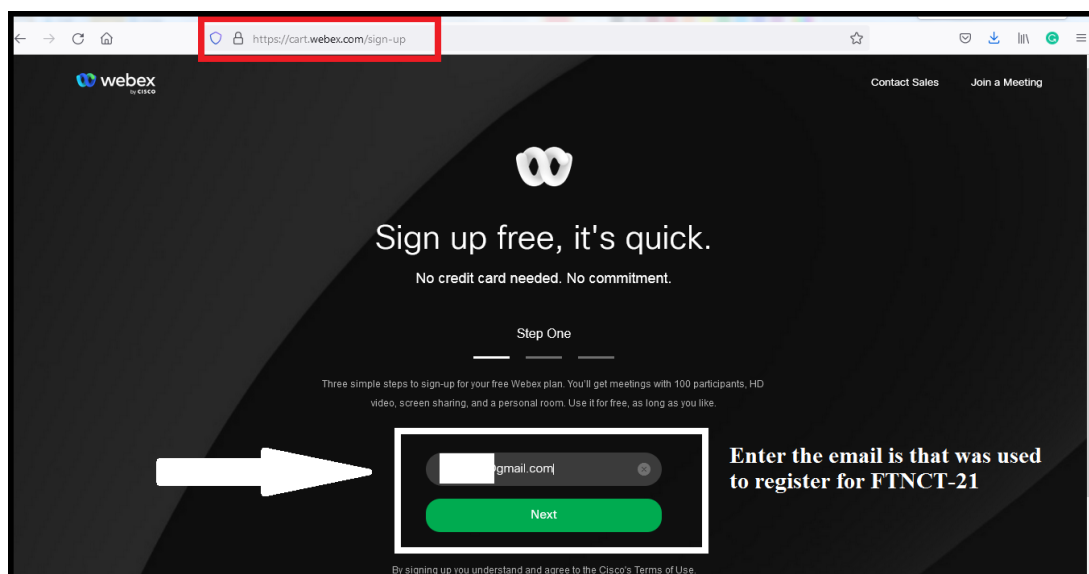 https://cart.webex.com/sign-up
webex
by CISCO
Contact Sales Join a Meeting
Sign up free, it's quick.
No credit card needed. No commitment.
Step One
Three simple steps to sign-up for your free Webex plan. You'll get meetings with 100 participants, HD
video, screen sharing, and a personal room. Use it for free, as long as you like.
@gmail.com
Enter the email is that was used
to register for FTNCT-21
Next
By signing up you understand and agree to the Cisco's Terms of Use.